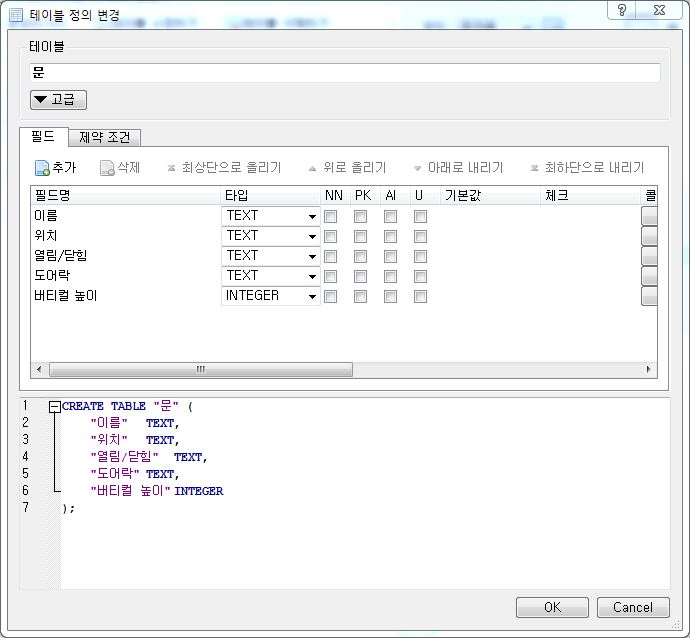 테이블 정의 변경
테이블
문
고급
필드 제약 조건
추가 삭제 최상단으로 올리기 위로 올리기 아래로 내리기 최하단으로 내리기
필드명 타입 NN PK AI U 기본값 체크 콜
이름 TEXT
위치 TEXT
열림/닫힘 TEXT
도어락 TEXT
버티컬 높이 INTEGER
1 CREATE TABLE "문" (
2 "이름" TEXT,
3 "위치" TEXT,
4 "열림/닫힘" TEXT,
5 "도어락" TEXT,
6 "버티컬 높이" INTEGER
7 );
OK Cancel